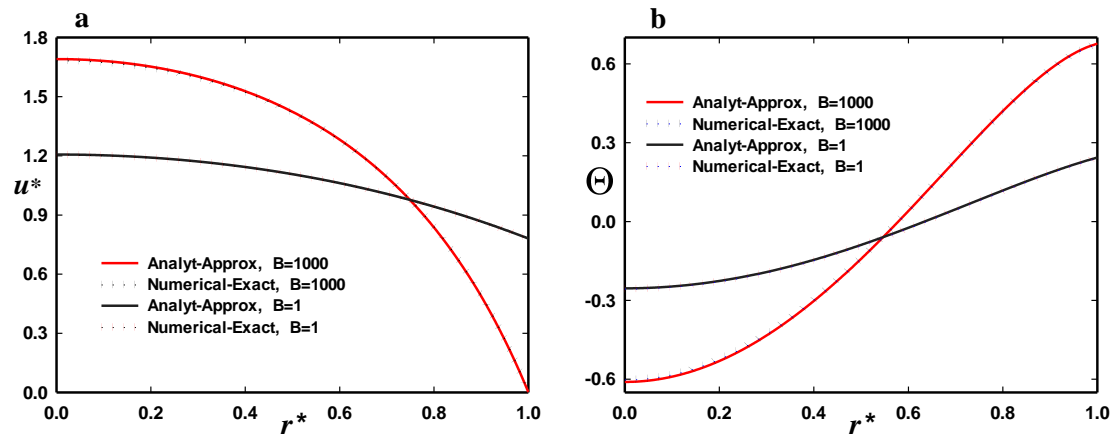 a
1.8
1.5
1.2
u*
0.9
0.6
0.3
0.0
Analyt-Approx, B=1000
Numerical-Exact, B=1000
Analyt-Approx, B=1
Numerical-Exact, B=1
0.0 0.2 0.4 0.6 0.8 1.0
r*
b
0.6
0.3
Θ
0.0
-0.3
-0.6
Analyt-Approx, B=1000
Numerical-Exact, B=1000
Analyt-Approx, B=1
Numerical-Exact, B=1
0.0 0.2 0.4 0.6 0.8 1.0
r*